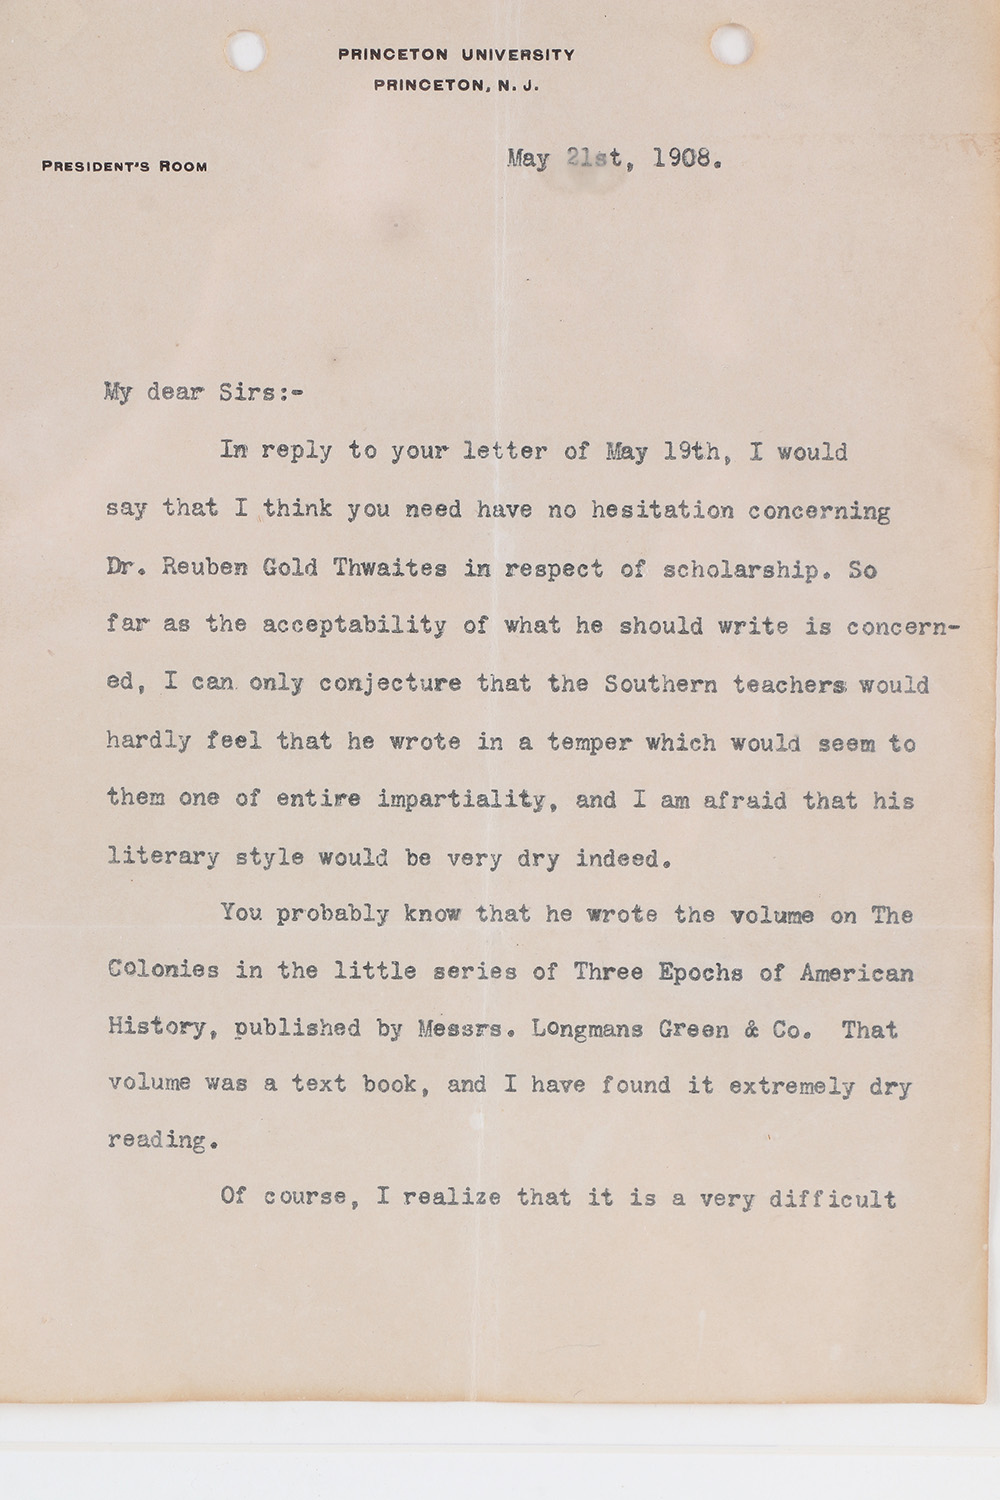 PRINCETON UNIVERSITY
PRINCETON, N. J.
PRESIDENT'S ROOM
May 21st, 1908.
My dear Sirs:-
In reply to your letter of May 19th, I would
say that I think you need have no hesitation concerning
Dr. Reuben Gold Thwaites in respect of scholarship. So
far as the acceptability of what he should write is concern-
ed, I can only conjecture that the Southern teachers would
hardly feel that he wrote in a temper which would seem to
them one of entire impartiality, and I am afraid that his
literary style would be very dry indeed.
You probably know that he wrote the volume on The
Colonies in the little series of Three Epochs of American
History, published by Messrs. Longmans Green & Co. That
volume was a text book, and I have found it extremely dry
reading.
Of course, I realize that it is a very difficult